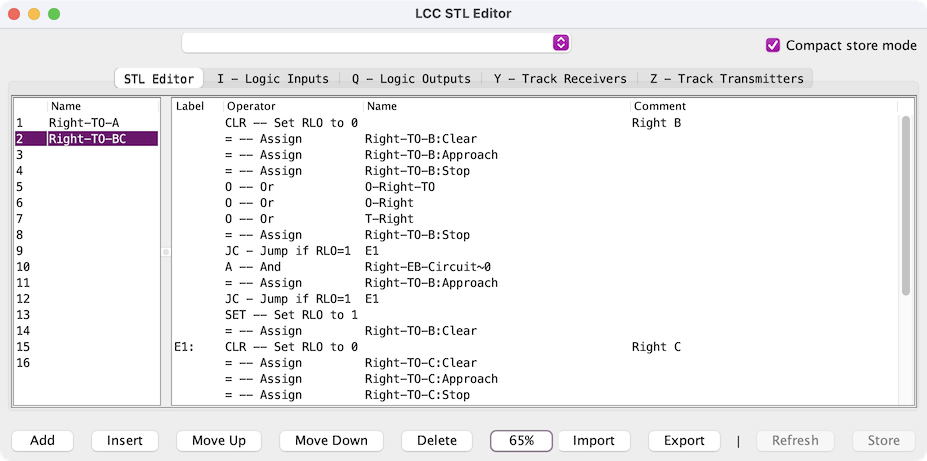 LCC STL Editor
Compact store mode
STL Editor I - Logic Inputs Q - Logic Outputs Y - Track Receivers Z - Track Transmitters
Name Label Operator Name Comment
1 Right-TO-A CLR -- Set RLO to 0 Right B
2 Right-TO-BC = -- Assign Right-TO-B:Clear
3 = -- Assign Right-TO-B:Approach
4 = -- Assign Right-TO-B:Stop
5 O -- Or O-Right-TO
6 O -- Or O-Right
7 O -- Or T-Right
8 = -- Assign Right-TO-B:Stop
9 JC - Jump if RLO=1 E1
10 A -- And Right-EB-Circuit~0
11 = -- Assign Right-TO-B:Approach
12 JC - Jump if RLO=1 E1
13 SET -- Set RLO to 1
14 = -- Assign Right-TO-B:Clear
15 E1: CLR -- Set RLO to 0 Right C
16 = -- Assign Right-TO-C:Clear
= -- Assign Right-TO-C:Approach
= -- Assign Right-TO-C:Stop
Add Insert Move Up Move Down Delete 65% Import Export | Refresh Store